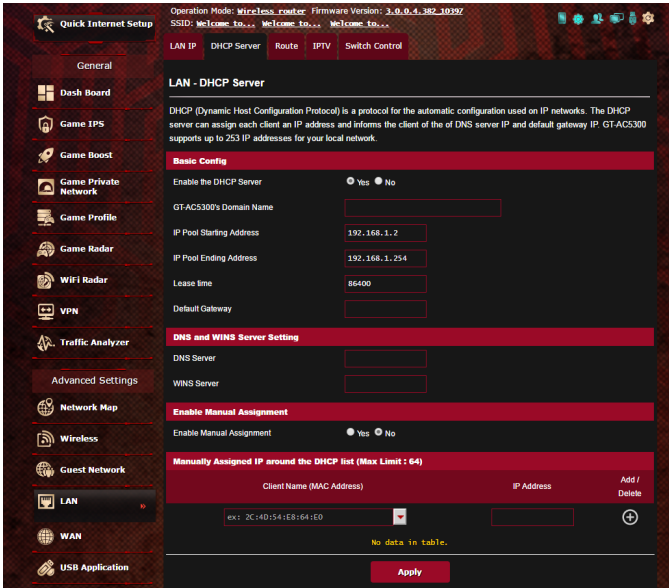 Quick Internet Setup
General
Dash Board
Game IPS
Game Boost
Game Private
Network
Game Profile
Game Radar
WiFi Radar
VPN
Traffic Analyzer
Advanced Settings
Network Map
Wireless
Guest Network
LAN »
WAN
USB Application
Operation Mode: Wireless router Firmware Version: 3.0.0.4.382_10397
SSID: Welcome to... Welcome to... Welcome to...
LAN IP DHCP Server Route IPTV Switch Control
LAN - DHCP Server
DHCP (Dynamic Host Configuration Protocol) is a protocol for the automatic configuration used on IP networks. The DHCP
server can assign each client an IP address and informs the client of the of DNS server IP and default gateway IP. GT-AC5300
supports up to 253 IP addresses for your local network.
Basic Config
Enable the DHCP Server Yes No
GT-AC5300's Domain Name
IP Pool Starting Address 192.168.1.2
IP Pool Ending Address 192.168.1.254
Lease time 86400
Default Gateway
DNS and WINS Server Setting
DNS Server
WINS Server
Enable Manual Assignment
Enable Manual Assignment Yes No
Manually Assigned IP around the DHCP list (Max Limit : 64)
Client Name (MAC Address) IP Address Add /
Delete
ex: 2C:4D:54:E8:64:E0
No data in table.
Apply